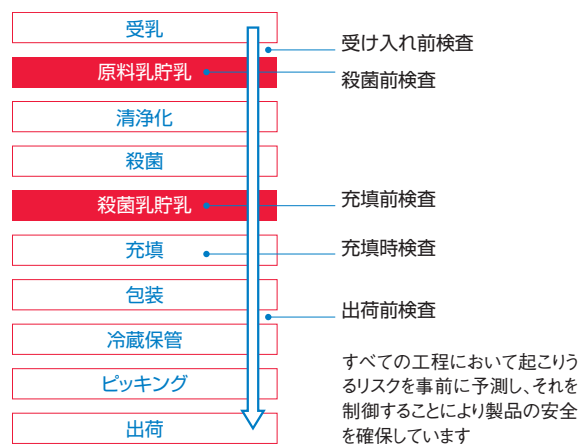 受乳
受け入れ前検査
原料乳貯乳
殺菌前検査
清浄化
殺菌
殺菌乳貯乳
充填前検査
充填
充填時検査
包装
出荷前検査
冷蔵保管
ピッキング
出荷
すべての工程において起こりう
るリスクを事前に予測し、それを
制御することにより製品の安全
を確保しています